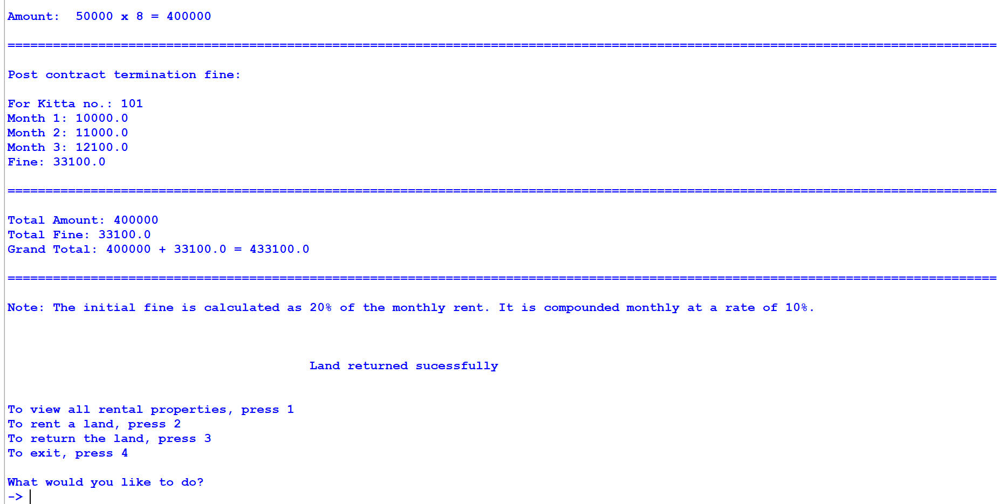 Amount:  50000 x 8 = 400000
===================================================================================================================================
Post contract termination fine:
For Kitta no.: 101
Month 1: 10000.0
Month 2: 11000.0
Month 3: 12100.0
Fine: 33100.0
===================================================================================================================================
Total Amount: 400000
Total Fine: 33100.0
Grand Total: 400000 + 33100.0 = 433100.0
===================================================================================================================================
Note: The initial fine is calculated as 20% of the monthly rent. It is compounded monthly at a rate of 10%.
Land returned sucessfully
To view all rental properties, press 1
To rent a land, press 2
To return the land, press 3
To exit, press 4
What would you like to do?
->